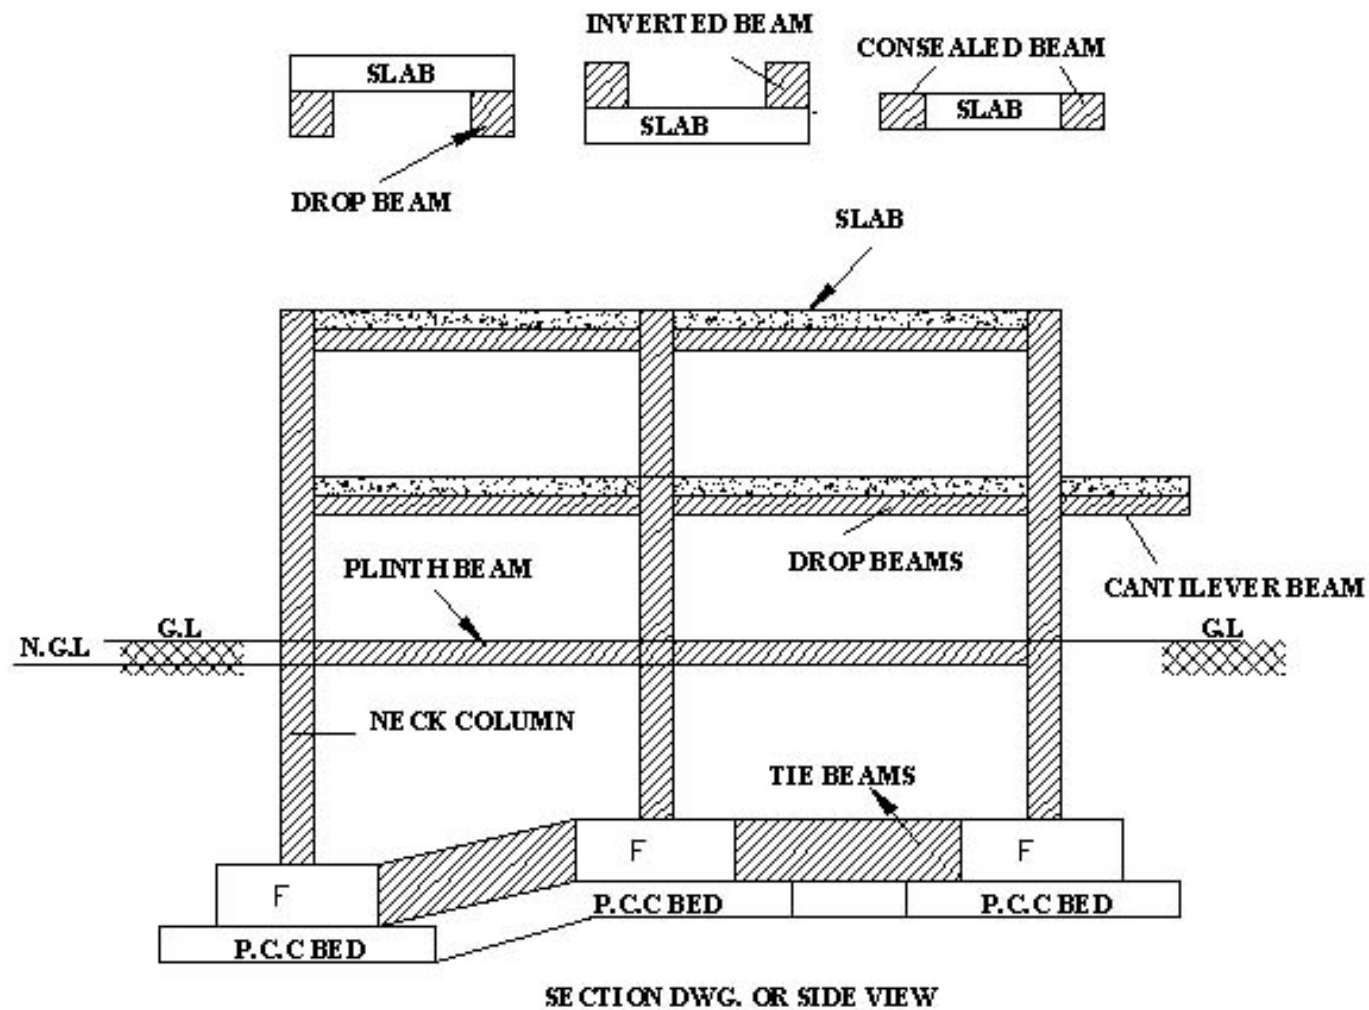 INVERTED BEAM
CONSEALED BEAM
SLAB
SLAB
SLAB
DROP BEAM
SLAB
PLINTH BEAM
DROP BEAMS
CANTILEVER BEAM
G.L
G.L
N.G.L
NECK COLUMN
TIE BEAMS
F
F
F
P.C.C BED
P.C.C BED
P.C.C BED
SECTION DWG. OR SIDE VIEW